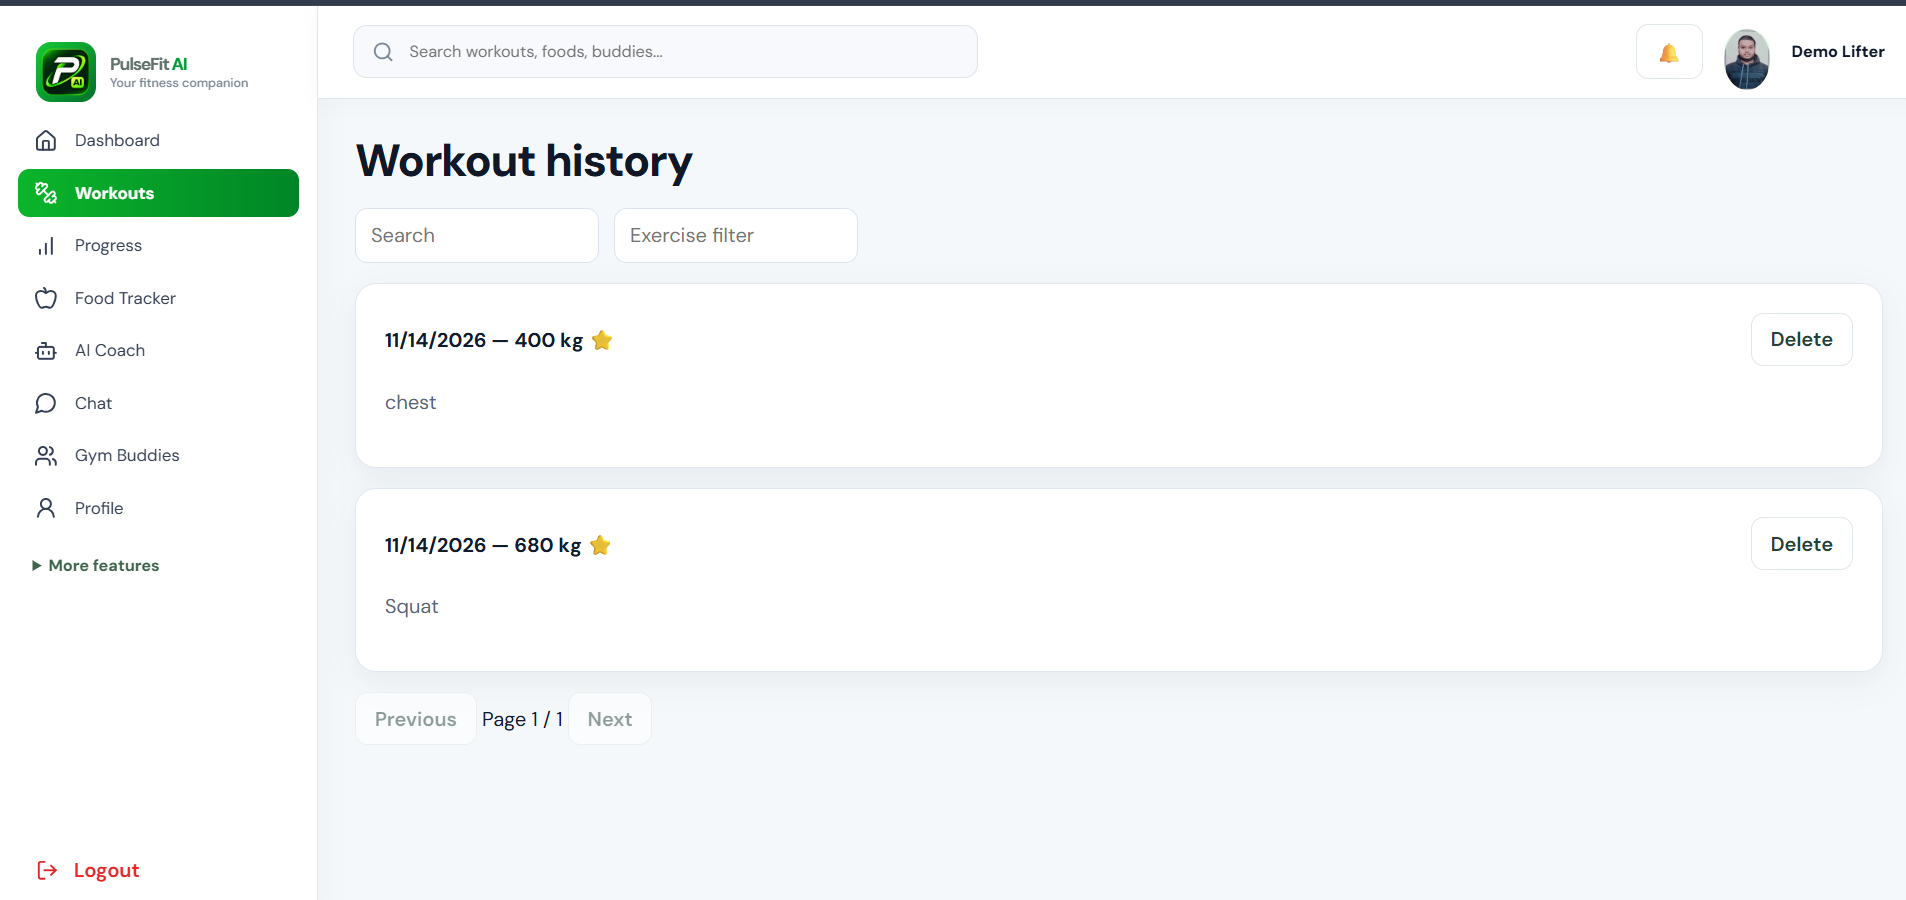 PulseFit AI
Your fitness companion
Dashboard
Workouts
Progress
Food Tracker
AI Coach
Chat
Gym Buddies
Profile
▶ More features
Logout
Search workouts, foods, buddies...
Demo Lifter
Workout history
Search
Exercise filter
11/14/2026 — 400 kg ⭐
Delete
chest
11/14/2026 — 680 kg ⭐
Delete
Squat
Previous Page 1 / 1 Next